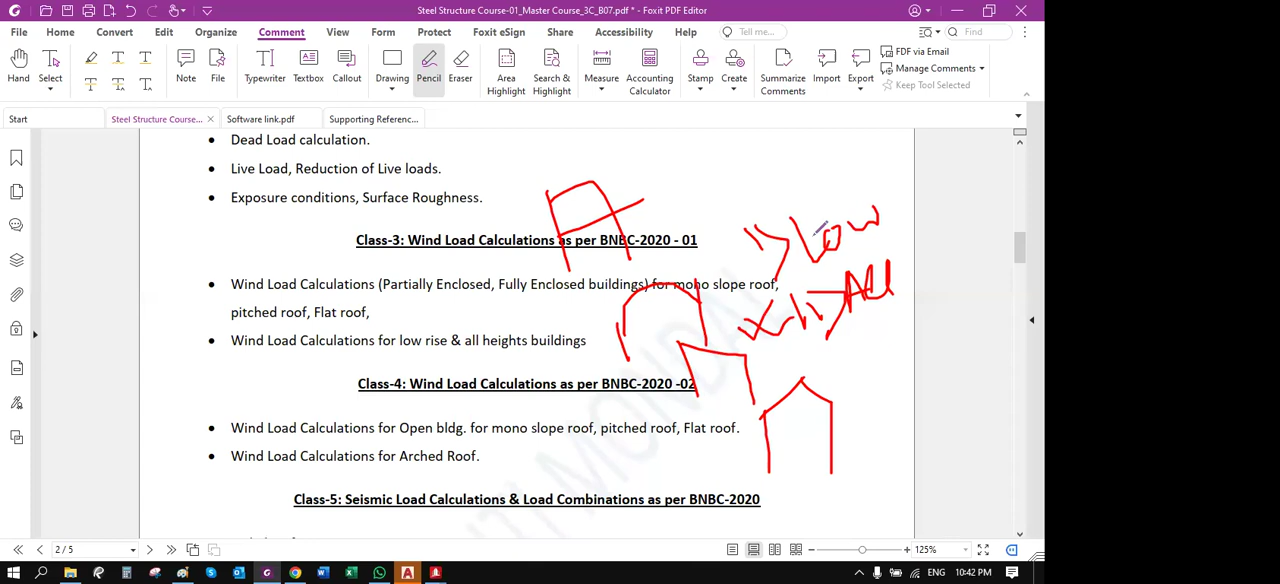 Steel Structure Course-01_Master Course_3C_B07.pdf * - Foxit PDF Editor
File Home Convert Edit Organize Comment View Form Protect Foxit eSign Share Accessibility Help Tell me... Find
Hand Select Note File Typewriter Textbox Callout Drawing Pencil Eraser Area Highlight Search & Highlight Measure Accounting Calculator Stamp Create Summarize Comments Import Export
FDF via Email
Manage Comments
Keep Tool Selected
Start Steel Structure Course... Software link.pdf Supporting Referenc...
• Dead Load calculation.
• Live Load, Reduction of Live loads.
• Exposure conditions, Surface Roughness.
Class-3: Wind Load Calculations as per BNBC-2020 - 01
• Wind Load Calculations (Partially Enclosed, Fully Enclosed buildings) for mono slope roof,
pitched roof, Flat roof,
• Wind Load Calculations for low rise & all heights buildings
Class-4: Wind Load Calculations as per BNBC-2020 -02
• Wind Load Calculations for Open bldg. for mono slope roof, pitched roof, Flat roof.
• Wind Load Calculations for Arched Roof.
Class-5: Seismic Load Calculations & Load Combinations as per BNBC-2020
Low
All
MONDAL
2 / 5
125%
ENG 10:42 PM